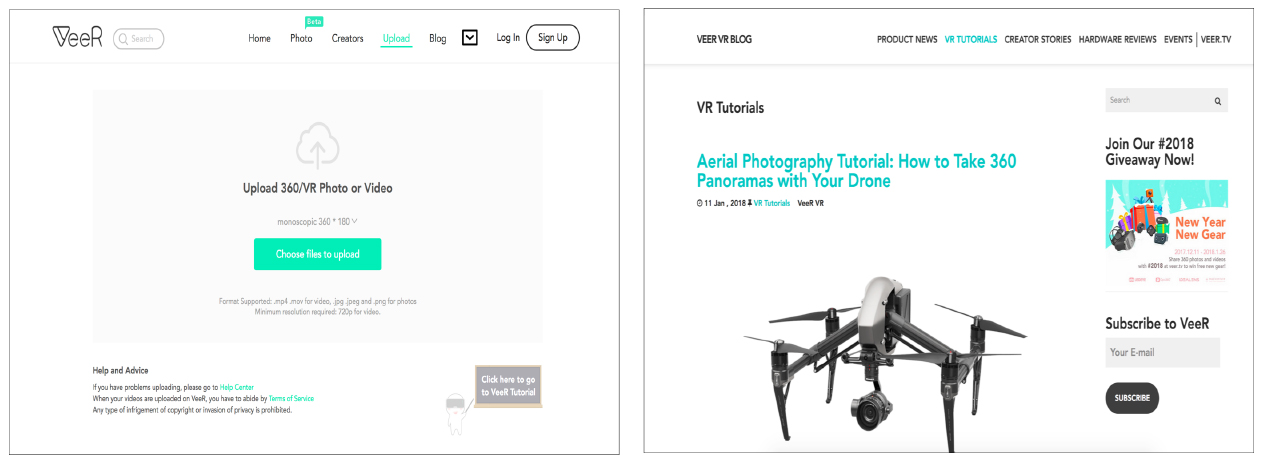 VeeR
Search
Home
Beta
Photo
Creators
Upload
Blog
Log In
Sign Up
Upload 360/VR Photo or Video
monoscopic 360 * 180
Choose files to upload
Format Supported: .mp4 .mov for video, .jpg .jpeg and .png for photos
Minimum resolution required: 720p for video.
Help and Advice
If you have problems uploading, please go to Help Center
When your videos are uploaded on VeeR, you have to abide by Terms of Service
Any type of infrigement of copyright or invasion of privacy is prohibited.
Click here to go
to VeeR Tutorial
VEER VR BLOG
PRODUCT NEWS
VR TUTORIALS
CREATOR STORIES
HARDWARE REVIEWS
EVENTS
VEER.TV
VR Tutorials
Aerial Photography Tutorial: How to Take 360
Panoramas with Your Drone
11 Jan , 2018 VR Tutorials VeeR VR
Search
Join Our #2018
Giveaway Now!
New Year
New Gear
2017.12.11 - 2018.1.26
Share 360 photos and videos
with #2018 at veer.tv to win free new gear!
Subscribe to VeeR
Your E-mail
SUBSCRIBE